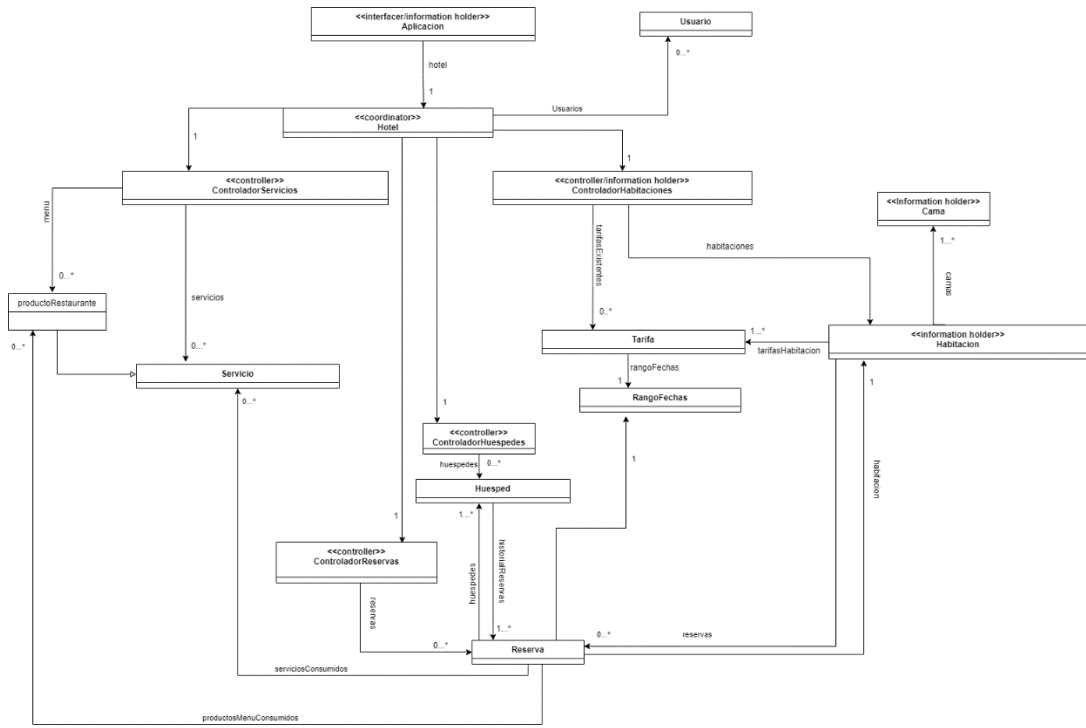 <<interfacer/information holder>>
Aplicacion
Usuario
0...*
hotel
1
Usuarios
<<coordinator>>
Hotel
1
1
<<controller>>
ControladorServicios
<<controller/information holder>>
ControladorHabitaciones
<<Information holder>>
Cama
menu
servicios
tarifasExistentes
habitaciones
1...*
camas
0...*
productoRestaurante
0..*
0...*
0...*
Tarifa
1...*
tarifasHabitacion
<<information holder>>
Habitacion
rangoFechas
1
Servicio
0...*
RangoFechas
1
1
<<controller>>
ControladorHuespedes
huespedes
0...*
1
habitacion
Huesped
1...*
1
<<controller>>
ControladorReservas
huespedes
historialReservas
reservas
1...*
0...*
0...*
reservas
Reserva
serviciosConsumidos
productosMenuConsumidos